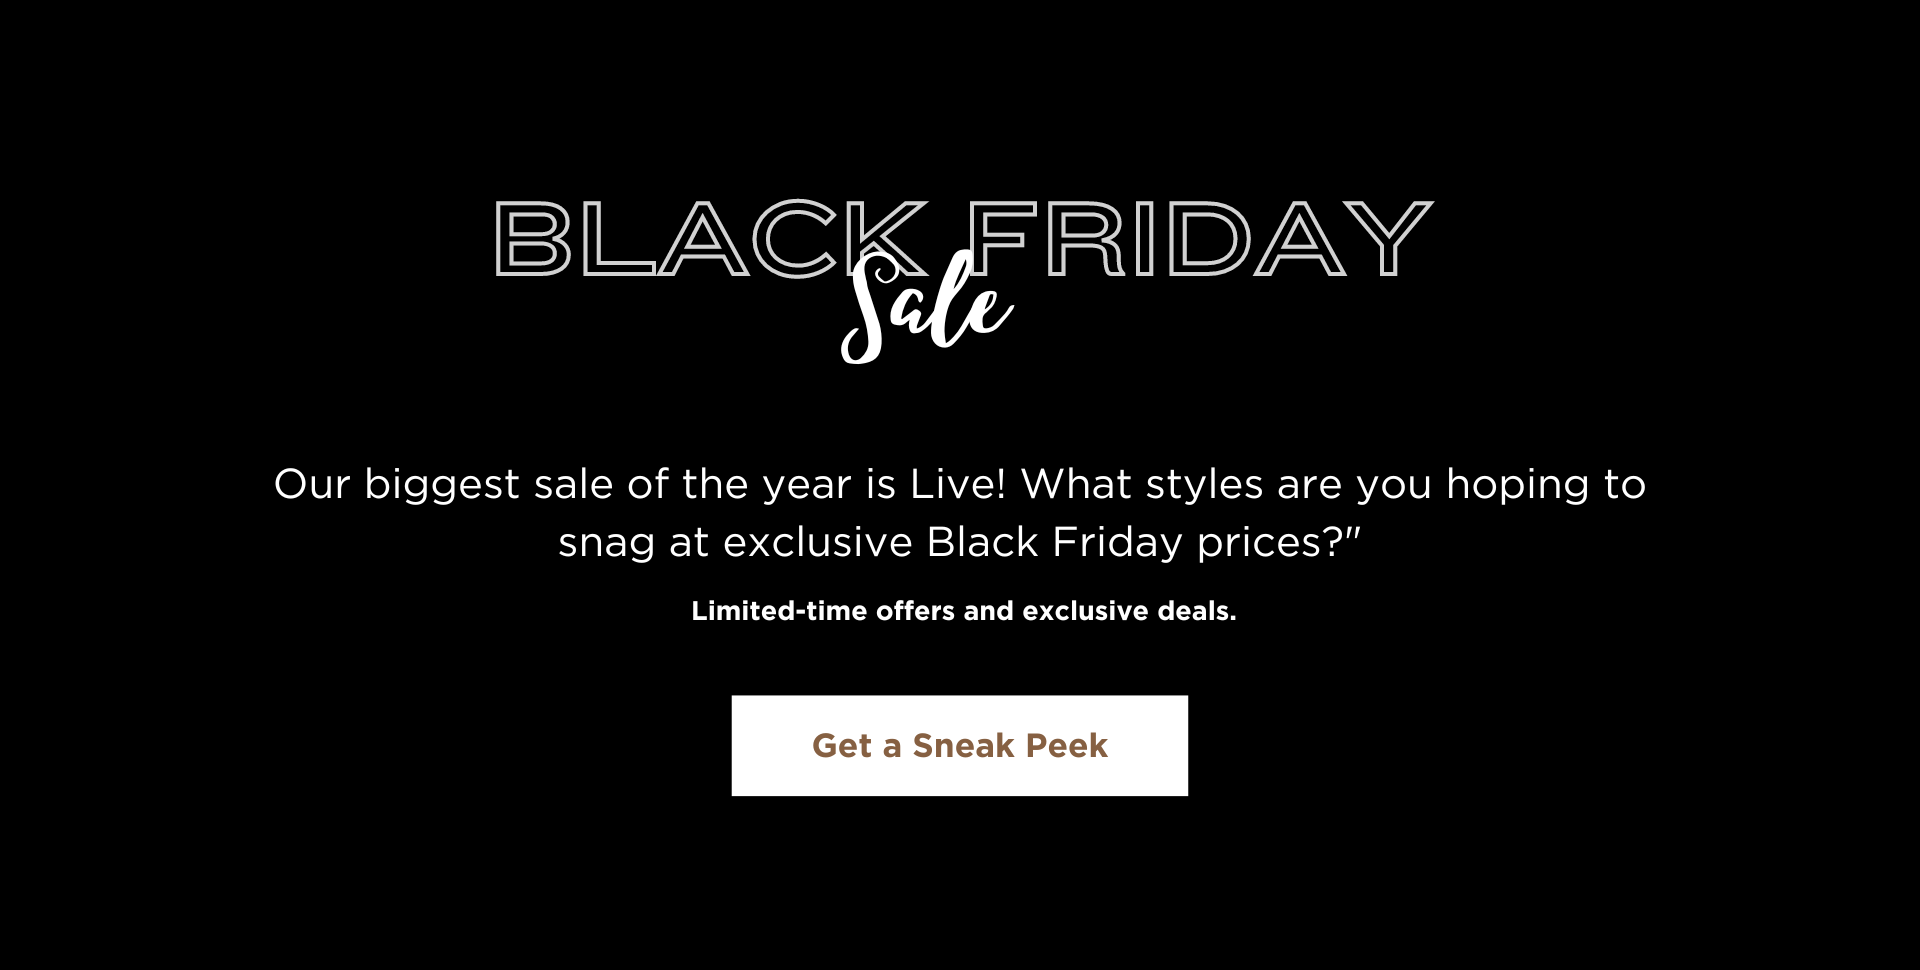 BLACK FRIDAY
Sale
Our biggest sale of the year is Live! What styles are you hoping to
snag at exclusive Black Friday prices?"
Limited-time offers and exclusive deals.
Get a Sneak Peek